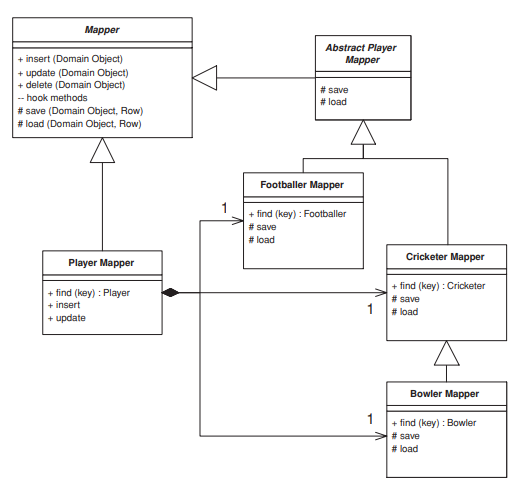 Mapper
+ insert (Domain Object)
+ update (Domain Object)
+ delete (Domain Object)
-- hook methods
# save (Domain Object, Row)
# load (Domain Object, Row)
Abstract Player
Mapper
# save
# load
Footballer Mapper
+ find (key) : Footballer
# save
# load
1
Player Mapper
+ find (key) : Player
+ insert
+ update
Cricketer Mapper
+ find (key) : Cricketer
# save
# load
1
Bowler Mapper
+ find (key) : Bowler
# save
# load
1